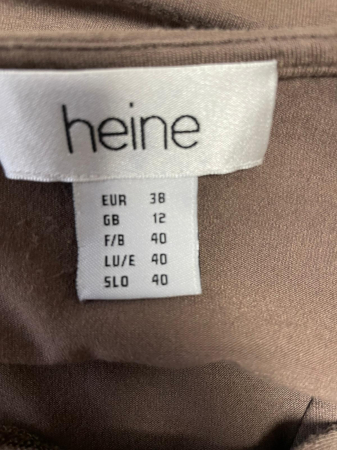 heine
EUR 38
GB 12
F/B 40
LU/E 40
SLO 40